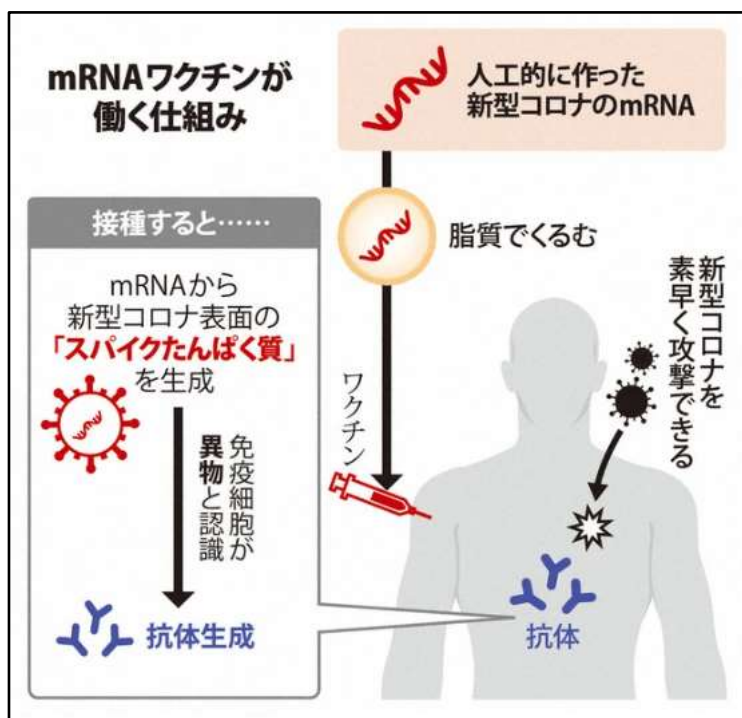 mRNAワクチンが
働く仕組み
人工的に作った
新型コロナのmRNA
脂質でくるむ
ワクチン
接種すると……
mRNAから
新型コロナ表面の
「スパイクたんぱく質」
を生成
免疫細胞が
異物と認識
抗体生成
新型コロナを
素早く攻撃できる
抗体